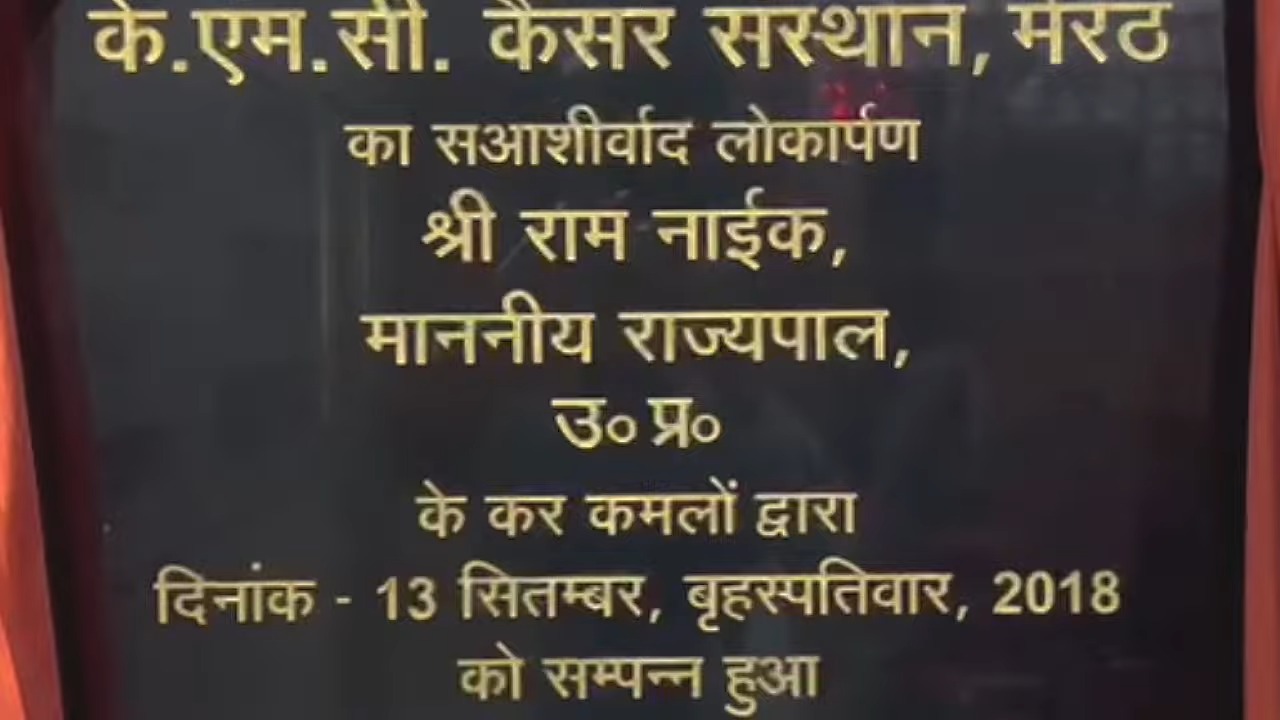 के.एम.सी. कैंसर संस्थान, मेरठ
का सआशीर्वाद लोकार्पण
श्री राम नाईक,
माननीय राज्यपाल,
उ० प्र०
के कर कमलों द्वारा
दिनांक - 13 सितम्बर, बृहस्पतिवार, 2018
को सम्पन्न हुआ